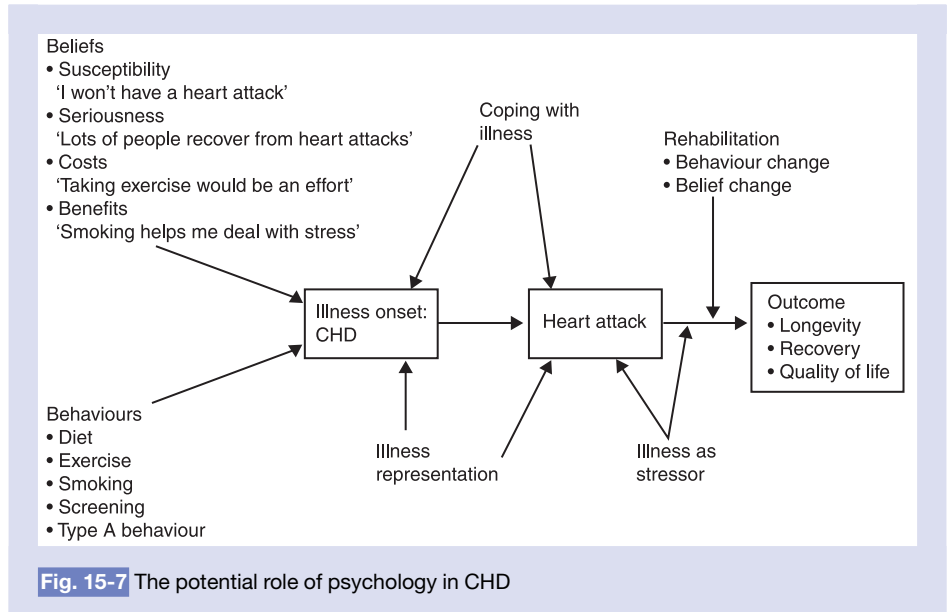 Beliefs
• Susceptibility
'I won't have a heart attack'
• Seriousness
'Lots of people recover from heart attacks'
• Costs
'Taking exercise would be an effort'
• Benefits
'Smoking helps me deal with stress'
Coping with
illness
Rehabilitation
• Behaviour change
• Belief change
Illness onset:
CHD
Heart attack
Outcome
• Longevity
• Recovery
• Quality of life
Behaviours
• Diet
• Exercise
• Smoking
• Screening
• Type A behaviour
Illness
representation
Illness as
stressor
Fig. 15-7 The potential role of psychology in CHD